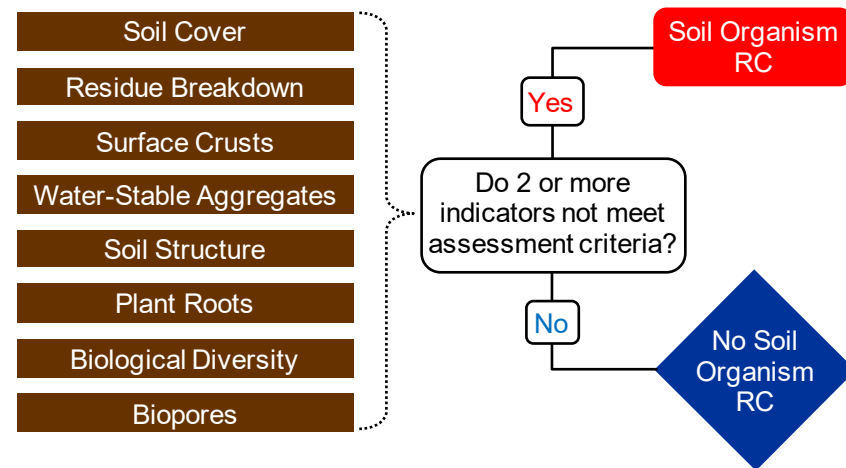 Soil Cover
Residue Breakdown
Surface Crusts
Water-Stable Aggregates
Soil Structure
Plant Roots
Biological Diversity
Biopores
Do 2 or more
indicators not meet
assessment criteria?
Yes
Soil Organism
RC
No
No Soil
Organism
RC